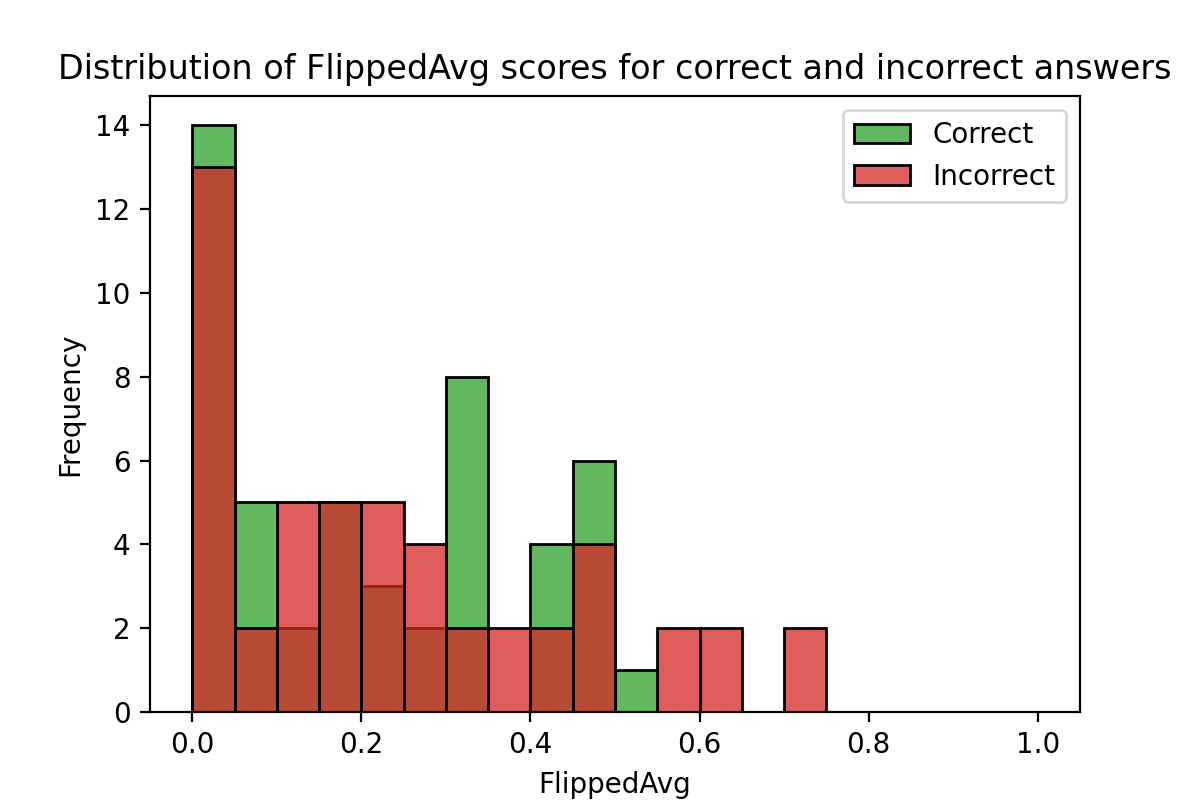 Distribution of FlippedAvg scores for correct and incorrect answers
Correct
Incorrect
14
12
10
8
6
4
2
0
Frequency
0.0 0.2 0.4 0.6 0.8 1.0
FlippedAvg